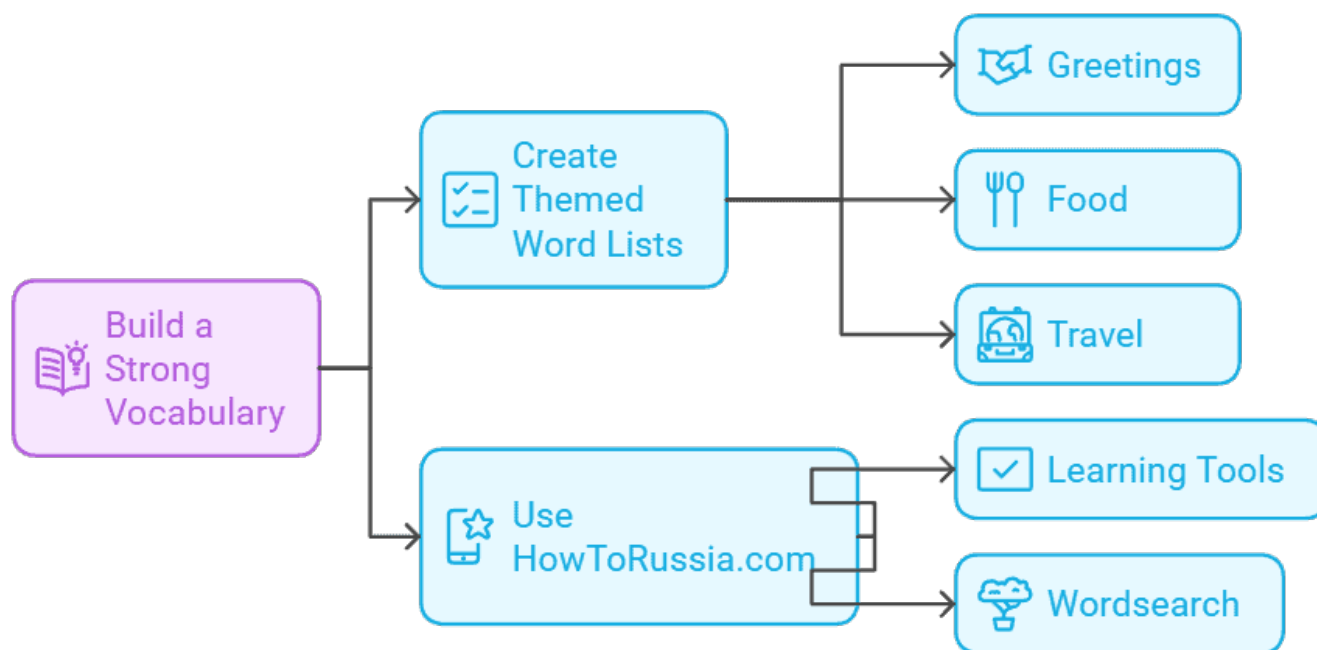 Build a
Strong
Vocabulary
Create
Themed
Word Lists
Greetings
Food
Travel
Use
HowToRussia.com
Learning Tools
Wordsearch